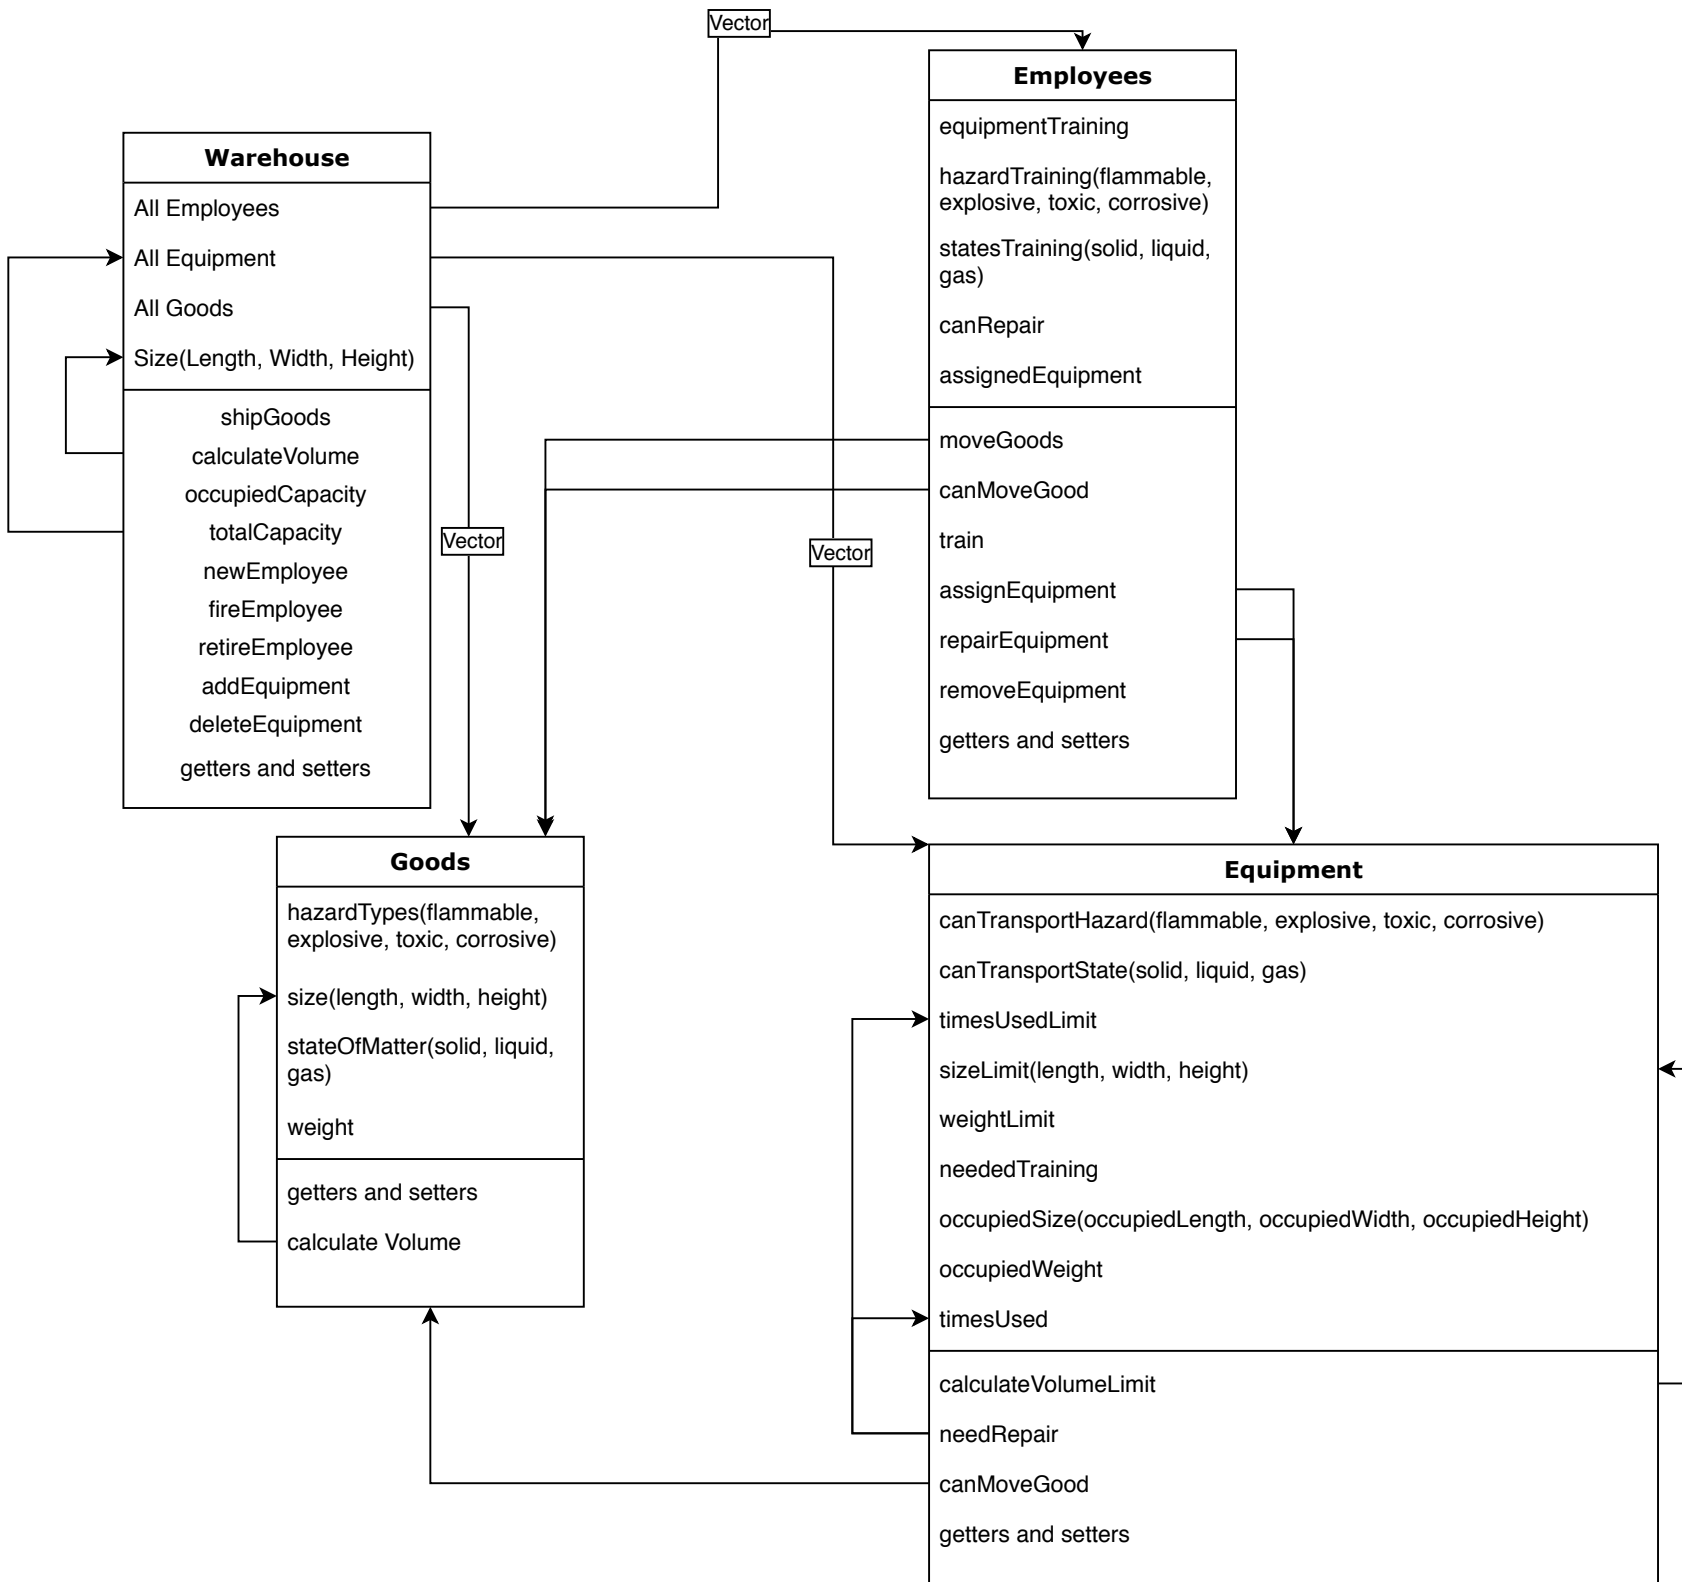 Vector
Employees
equipmentTraining
hazardTraining(flammable,
explosive, toxic, corrosive)
statesTraining(solid, liquid,
gas)
canRepair
assignedEquipment
moveGoods
canMoveGood
train
assignEquipment
repairEquipment
removeEquipment
getters and setters
Warehouse
All Employees
All Equipment
All Goods
Size(Length, Width, Height)
shipGoods
calculateVolume
occupiedCapacity
totalCapacity
newEmployee
fireEmployee
retireEmployee
addEquipment
deleteEquipment
getters and setters
Vector
Vector
Goods
hazardTypes(flammable,
explosive, toxic, corrosive)
size(length, width, height)
stateOfMatter(solid, liquid,
gas)
weight
getters and setters
calculate Volume
Equipment
canTransportHazard(flammable, explosive, toxic, corrosive)
canTransportState(solid, liquid, gas)
timesUsedLimit
sizeLimit(length, width, height)
weightLimit
neededTraining
occupiedSize(occupiedLength, occupiedWidth, occupiedHeight)
occupiedWeight
timesUsed
calculateVolumeLimit
needRepair
canMoveGood
getters and setters